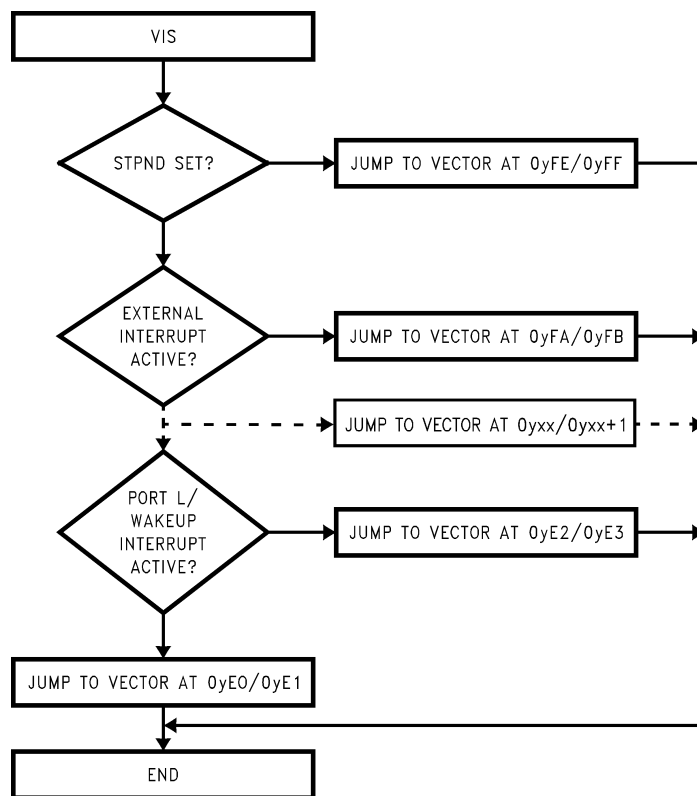 VIS
STPND SET?
JUMP TO VECTOR AT 0yFE/0yFF
EXTERNAL
INTERRUPT
ACTIVE?
JUMP TO VECTOR AT 0yFA/0yFB
JUMP TO VECTOR AT 0yxx/0yxx+1
PORT L/
WAKEUP
INTERRUPT
ACTIVE?
JUMP TO VECTOR AT 0yE2/0yE3
JUMP TO VECTOR AT 0yE0/0yE1
END